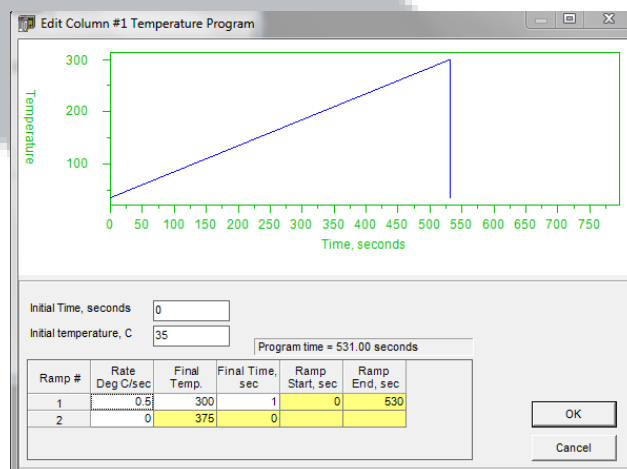 Edit Column #1 Temperature Program
300
200
100
Temperature
0 50 100 150 200 250 300 350 400 450 500 550 600 650 700 750
Time, seconds
Initial Time, seconds 0
Initial temperature, C 35
Program time = 531.00 seconds
Ramp # Rate Deg C/sec Final Temp. Final Time, sec Ramp Start, sec Ramp End, sec
1 0.5 300 1 0 530
2 0 375 0
OK
Cancel